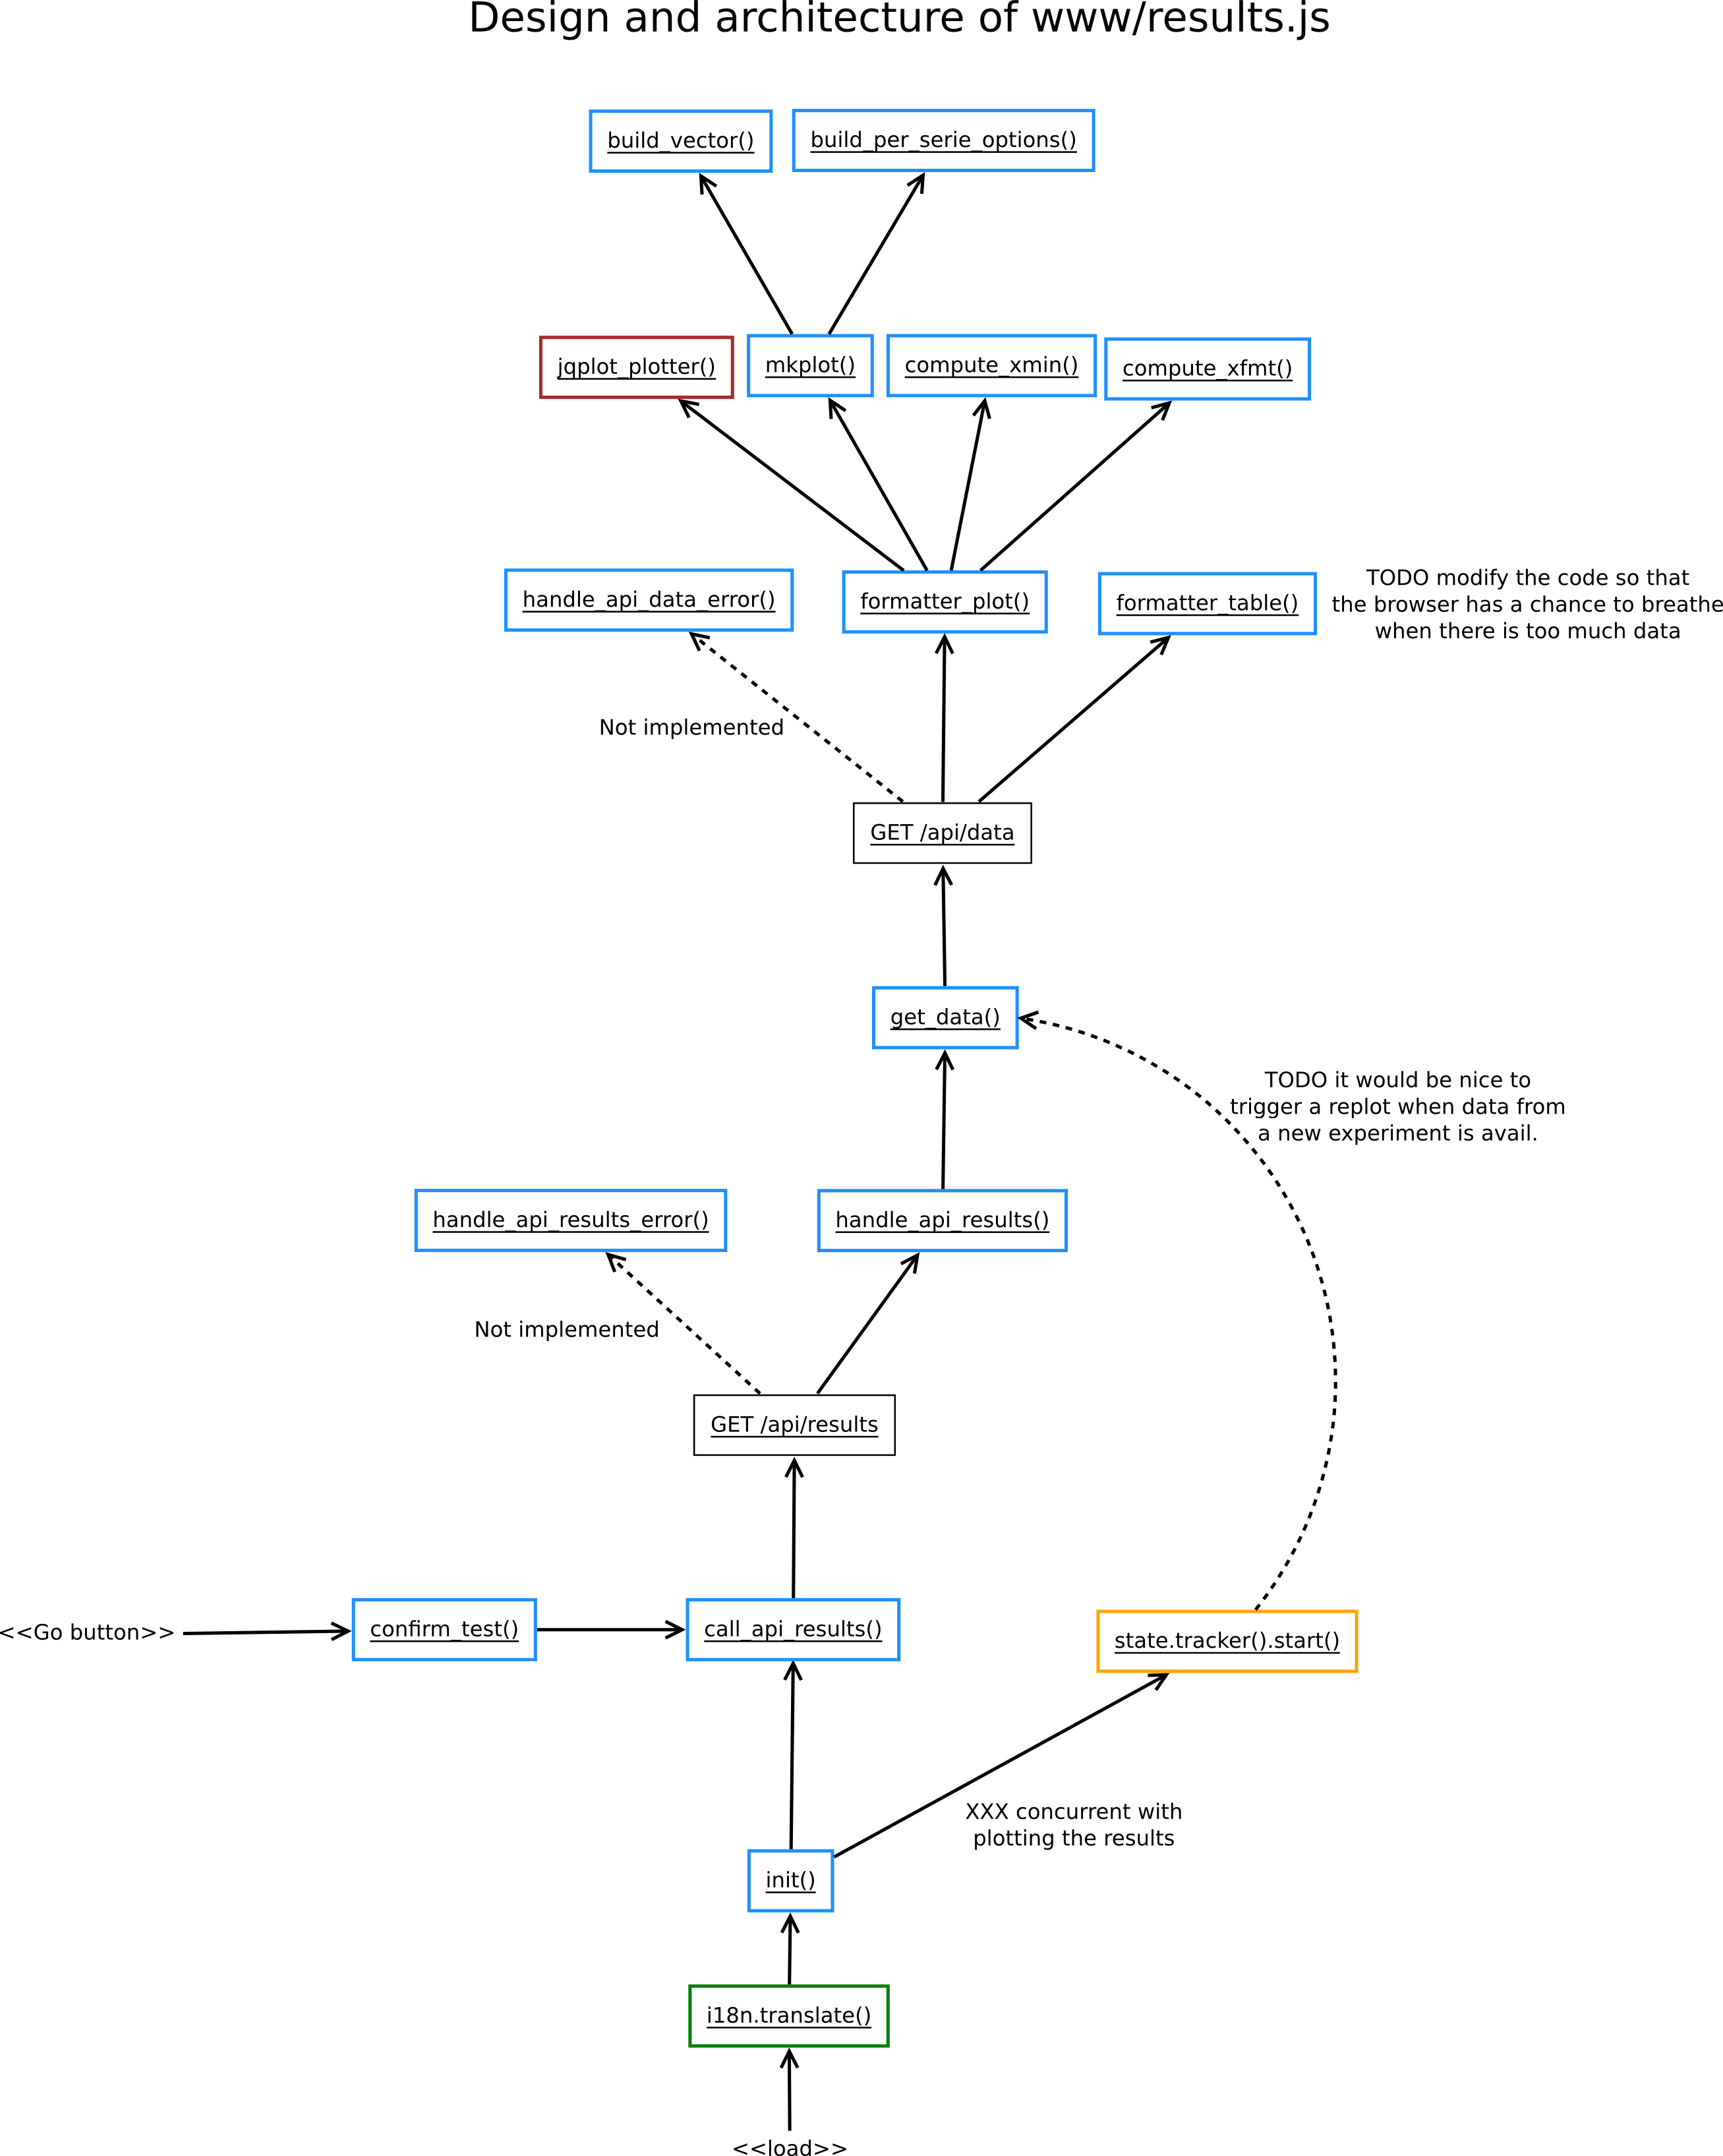 Design and architecture of www/results.js
build_vector()
build_per_serie_options()
jqplot_plotter()
mkplot()
compute_xmin()
compute_xfmt()
handle_api_data_error()
formatter_plot()
formatter_table()
TODO modify the code so that
the browser has a chance to breathe
when there is too much data
Not implemented
GET /api/data
get_data()
TODO it would be nice to
trigger a replot when data from
a new experiment is avail.
handle_api_results_error()
handle_api_results()
Not implemented
GET /api/results
<<Go button>>
confirm_test()
call_api_results()
state.tracker().start()
XXX concurrent with
plotting the results
init()
i18n.translate()
<<load>>